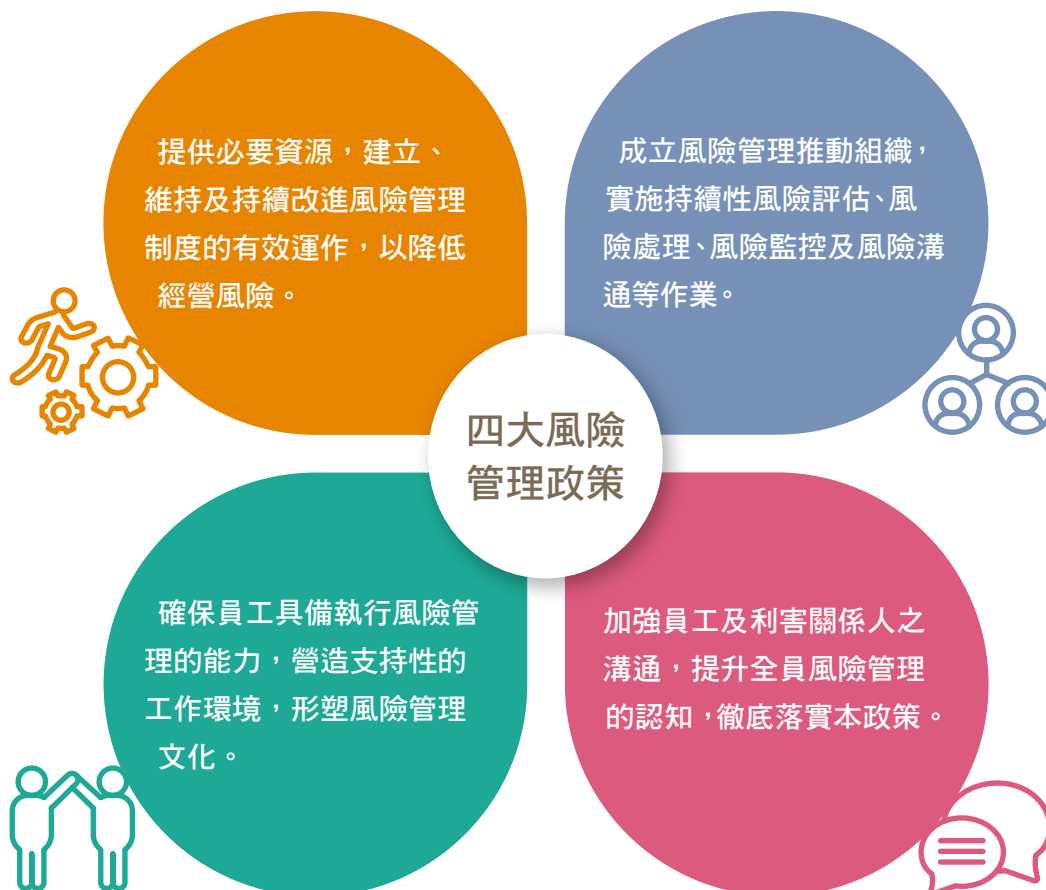 提供必要資源，建立、
維持及持續改進風險管理
制度的有效運作，以降低
經營風險。
成立風險管理推動組織，
實施持續性風險評估、風
險處理、風險監控及風險溝
通等作業。
四大風險
管理政策
確保員工具備執行風險管
理的能力，營造支持性的
工作環境，形塑風險管理
文化。
加強員工及利害關係人之
溝通，提升全員風險管理
的認知，徹底落實本政策。